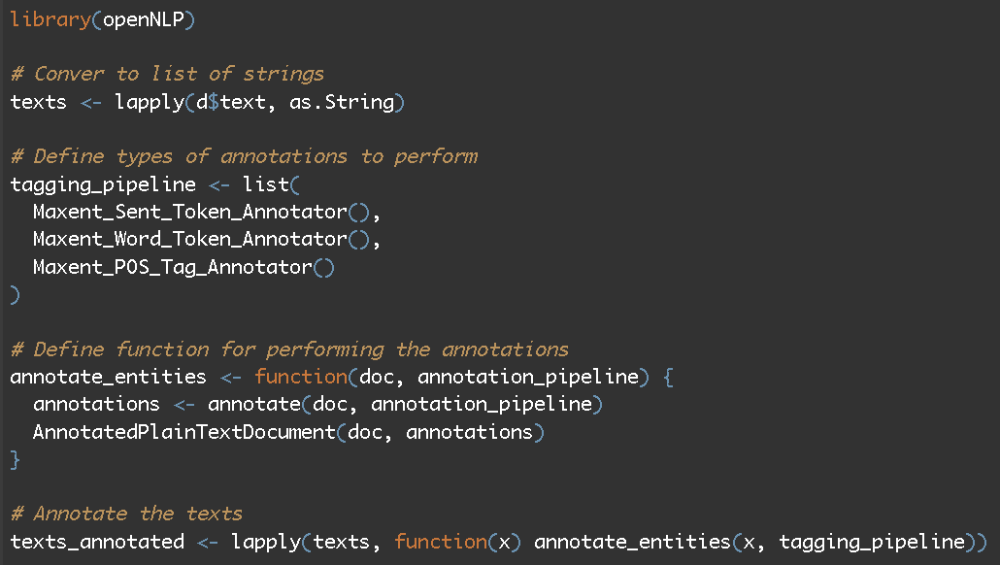 library(openNLP)
# Conver to list of strings
texts <- lapply(d$text, as.String)
# Define types of annotations to perform
tagging_pipeline <- list(
  Maxent_Sent_Token_Annotator(),
  Maxent_Word_Token_Annotator(),
  Maxent_POS_Tag_Annotator()
)
# Define function for performing the annotations
annotate_entities <- function(doc, annotation_pipeline) {
  annotations <- annotate(doc, annotation_pipeline)
  AnnotatedPlainTextDocument(doc, annotations)
}
# Annotate the texts
texts_annotated <- lapply(texts, function(x) annotate_entities(x, tagging_pipeline))